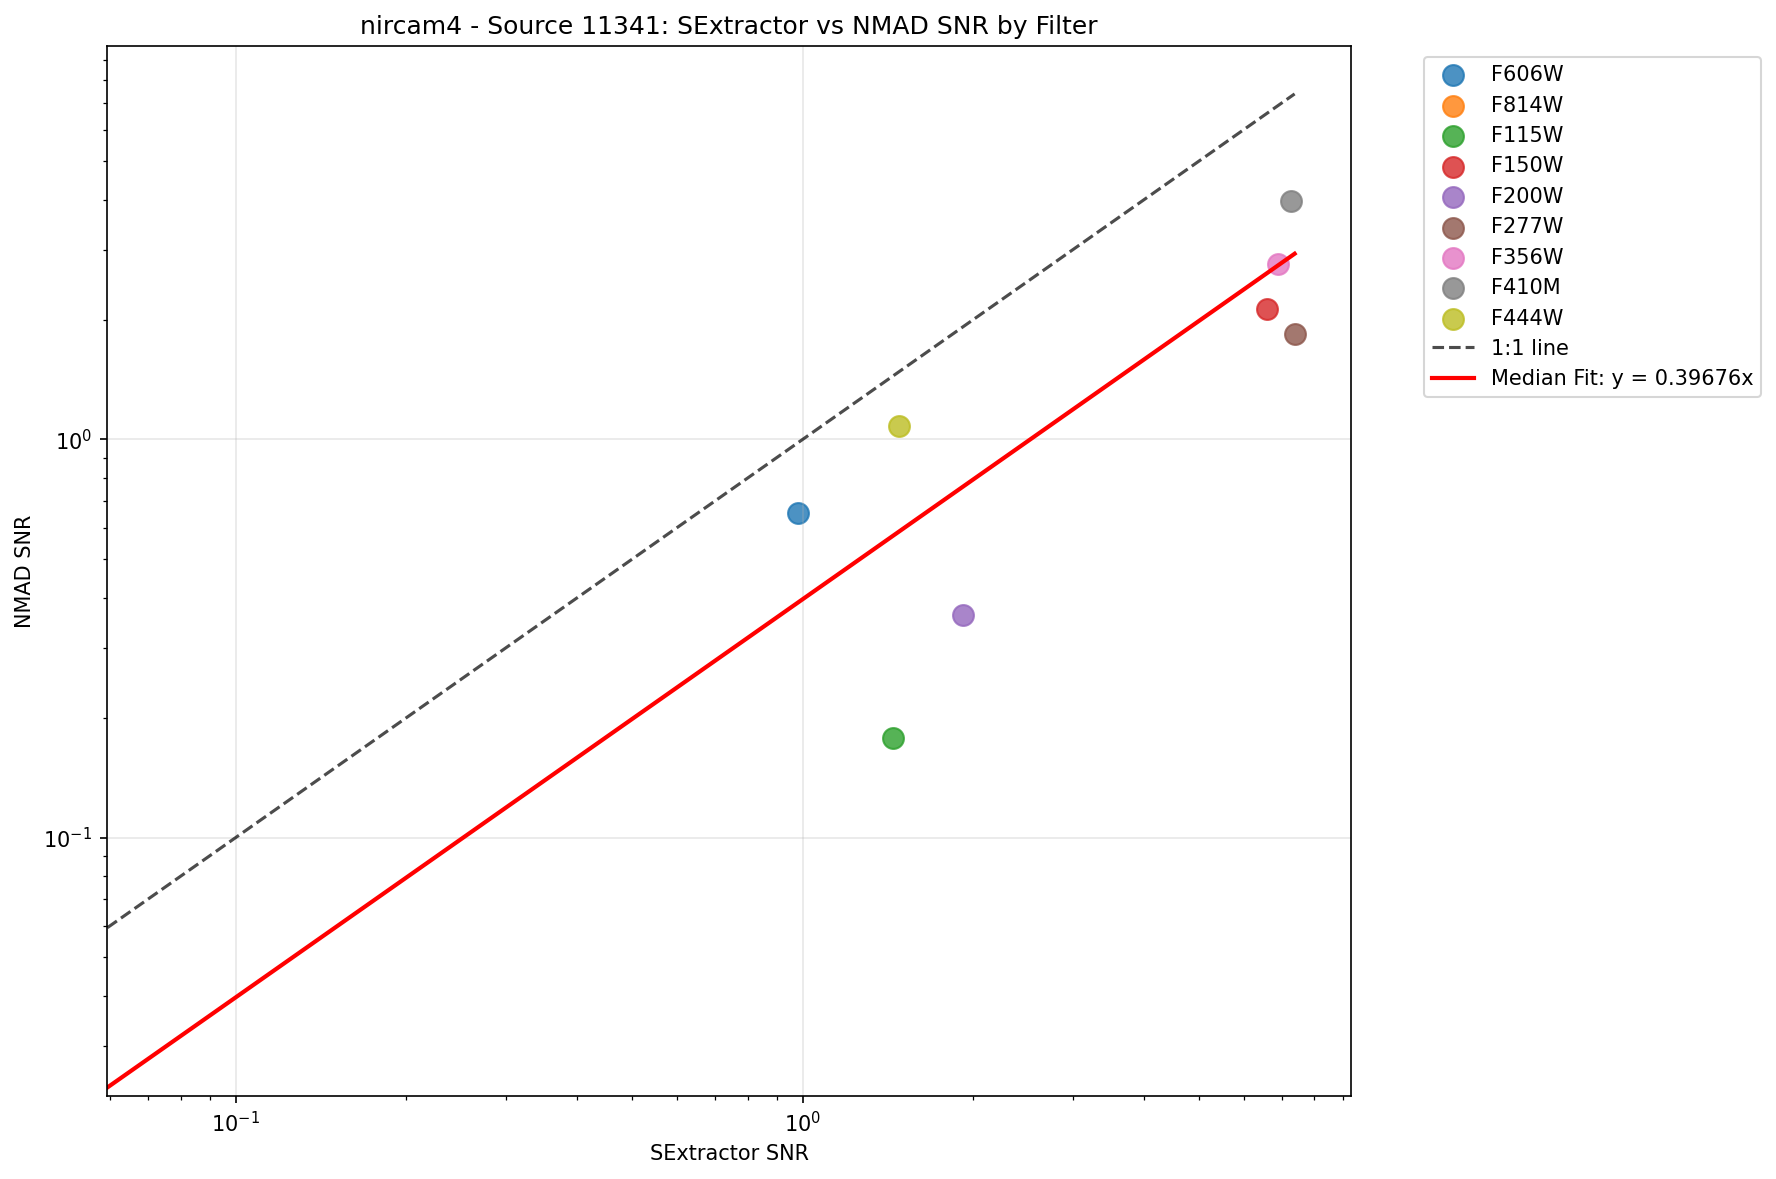 nircam4 - Source 11341: SExtractor vs NMAD SNR by Filter
F606W
F814W
F115W
F150W
F200W
F277W
F356W
F410M
F444W
1:1 line
Median Fit: y = 0.39676x
NMAD SNR
10⁰
10⁻¹
10⁻¹
10⁰
SExtractor SNR